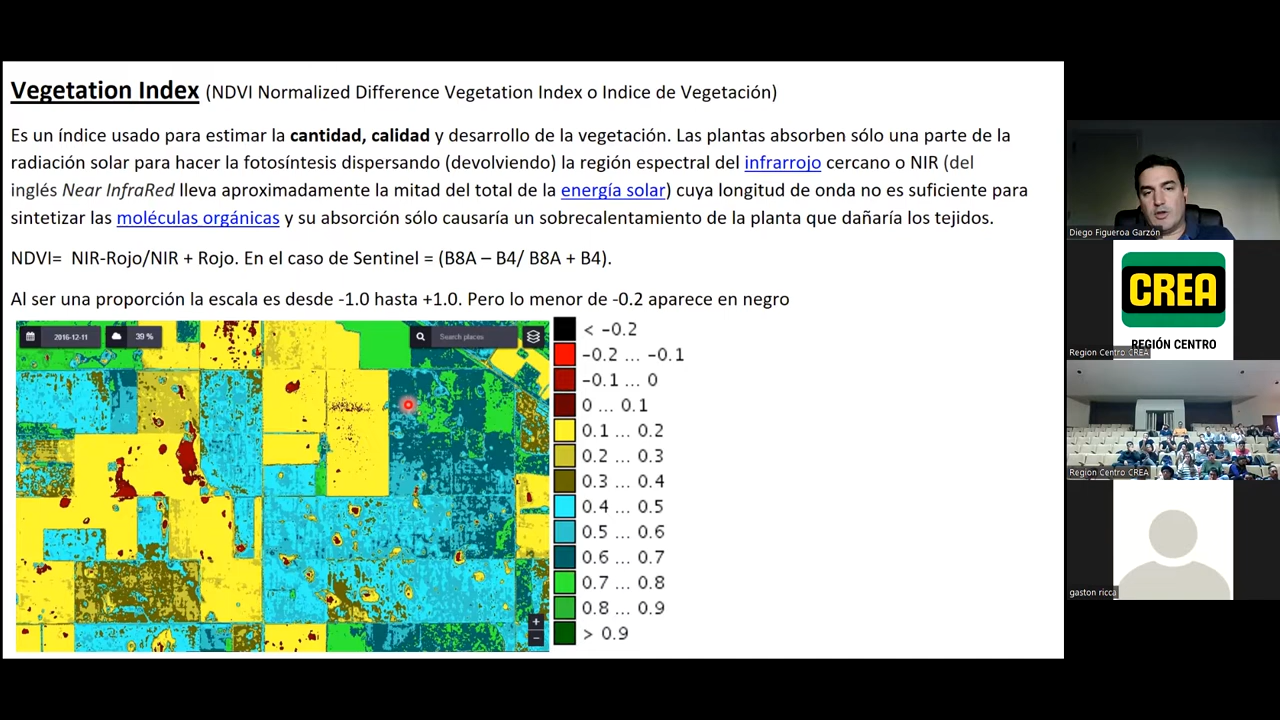 Vegetation Index (NDVI Normalized Difference Vegetation Index o Indice de Vegetación)
Es un índice usado para estimar la cantidad, calidad y desarrollo de la vegetación. Las plantas absorben sólo una parte de la
radiación solar para hacer la fotosíntesis dispersando (devolviendo) la región espectral del infrarrojo cercano o NIR (del
inglés Near InfraRed lleva aproximadamente la mitad del total de la energía solar) cuya longitud de onda no es suficiente para
sintetizar las moléculas orgánicas y su absorción sólo causaría un sobrecalentamiento de la planta que dañaría los tejidos.
NDVI= NIR-Rojo/NIR + Rojo. En el caso de Sentinel = (B8A – B4/ B8A + B4).
Al ser una proporción la escala es desde -1.0 hasta +1.0. Pero lo menor de -0.2 aparece en negro
2016-12-11 39 % Search places
+
−
< -0.2
-0.2 ... -0.1
-0.1 ... 0
0 ... 0.1
0.1 ... 0.2
0.2 ... 0.3
0.3 ... 0.4
0.4 ... 0.5
0.5 ... 0.6
0.6 ... 0.7
0.7 ... 0.8
0.8 ... 0.9
> 0.9
Diego Figueroa Garzón
CREA
REGIÓN CENTRO
Region Centro CREA
Region Centro CREA
gaston ricca